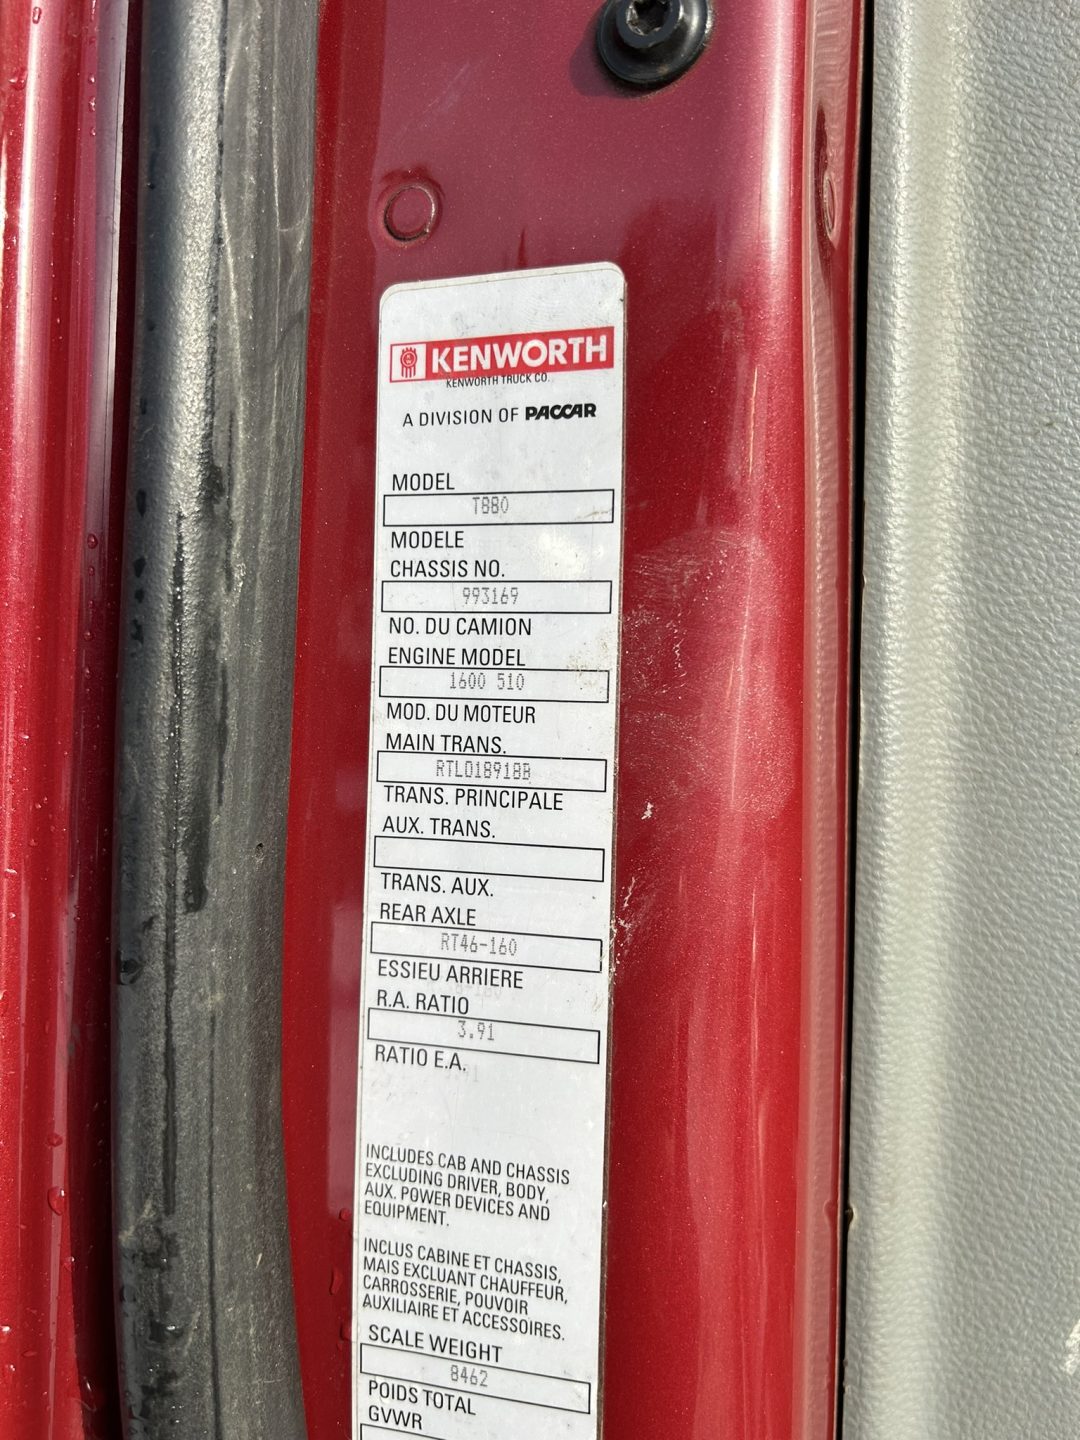 KENWORTH
KENWORTH TRUCK CO.
A DIVISION OF PACCAR
MODEL
T880
MODELE
CHASSIS NO.
993169
NO. DU CAMION
ENGINE MODEL
1600 510
MOD. DU MOTEUR
MAIN TRANS.
RTLO18918B
TRANS. PRINCIPALE
AUX. TRANS.
TRANS. AUX.
REAR AXLE
RT46-160
ESSIEU ARRIERE
R.A. RATIO
3.91
RATIO E.A.
INCLUDES CAB AND CHASSIS
EXCLUDING DRIVER, BODY,
AUX. POWER DEVICES AND
EQUIPMENT.
INCLUS CABINE ET CHASSIS,
MAIS EXCLUANT CHAUFFEUR,
CARROSSERIE, POUVOIR
AUXILIAIRE ET ACCESSOIRES.
SCALE WEIGHT
8462
POIDS TOTAL
GVWR